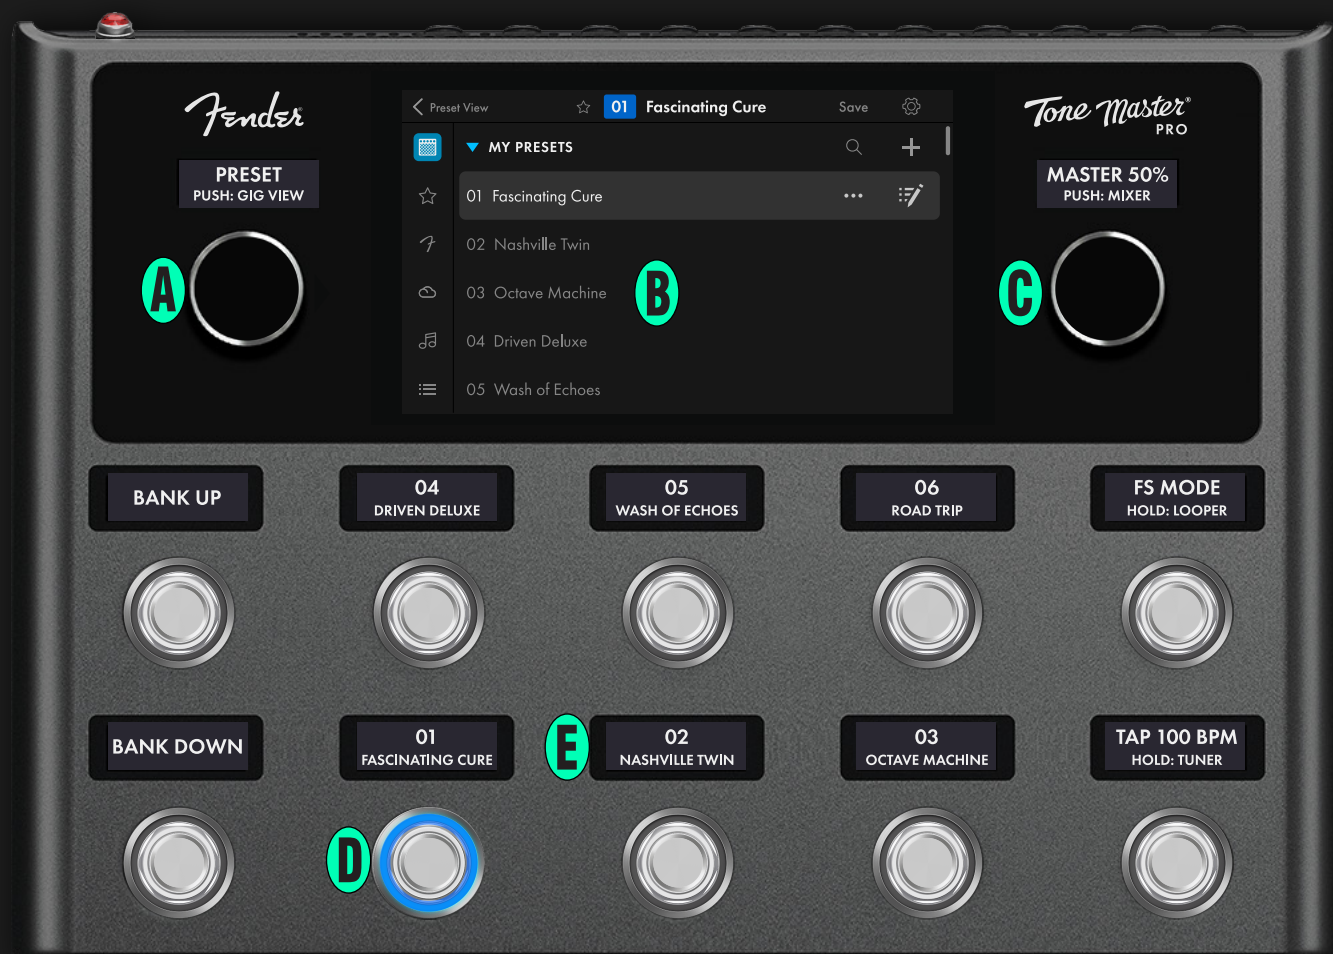 Fender
Preset View
01 Fascinating Cure
Save
Tone Master®
PRO
PRESET
PUSH: GIG VIEW
MY PRESETS
MASTER 50%
PUSH: MIXER
01 Fascinating Cure
02 Nashville Twin
03 Octave Machine
04 Driven Deluxe
05 Wash of Echoes
A
B
C
BANK UP
04
DRIVEN DELUXE
05
WASH OF ECHOES
06
ROAD TRIP
FS MODE
HOLD: LOOPER
BANK DOWN
01
FASCINATING CURE
E
02
NASHVILLE TWIN
03
OCTAVE MACHINE
TAP 100 BPM
HOLD: TUNER
D